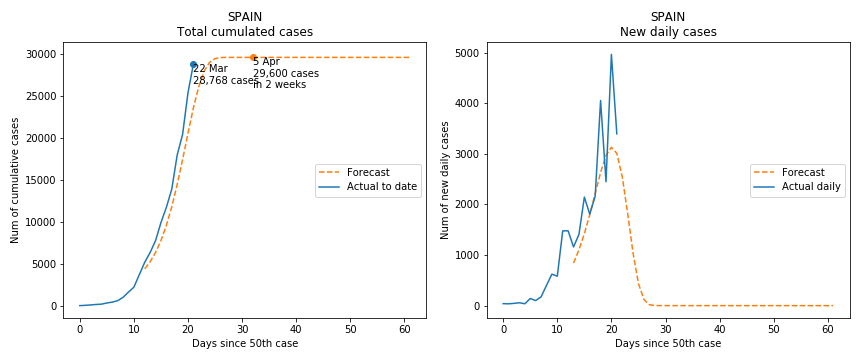 SPAIN
Total cumulated cases
30000
25000
20000
15000
10000
5000
0
Num of cumulative cases
22 Mar
28,768 cases
5 Apr
29,600 cases
in 2 weeks
Forecast
Actual to date
0 10 20 30 40 50 60
Days since 50th case
SPAIN
New daily cases
5000
4000
3000
2000
1000
0
Num of new daily cases
Forecast
Actual daily
0 10 20 30 40 50 60
Days since 50th case